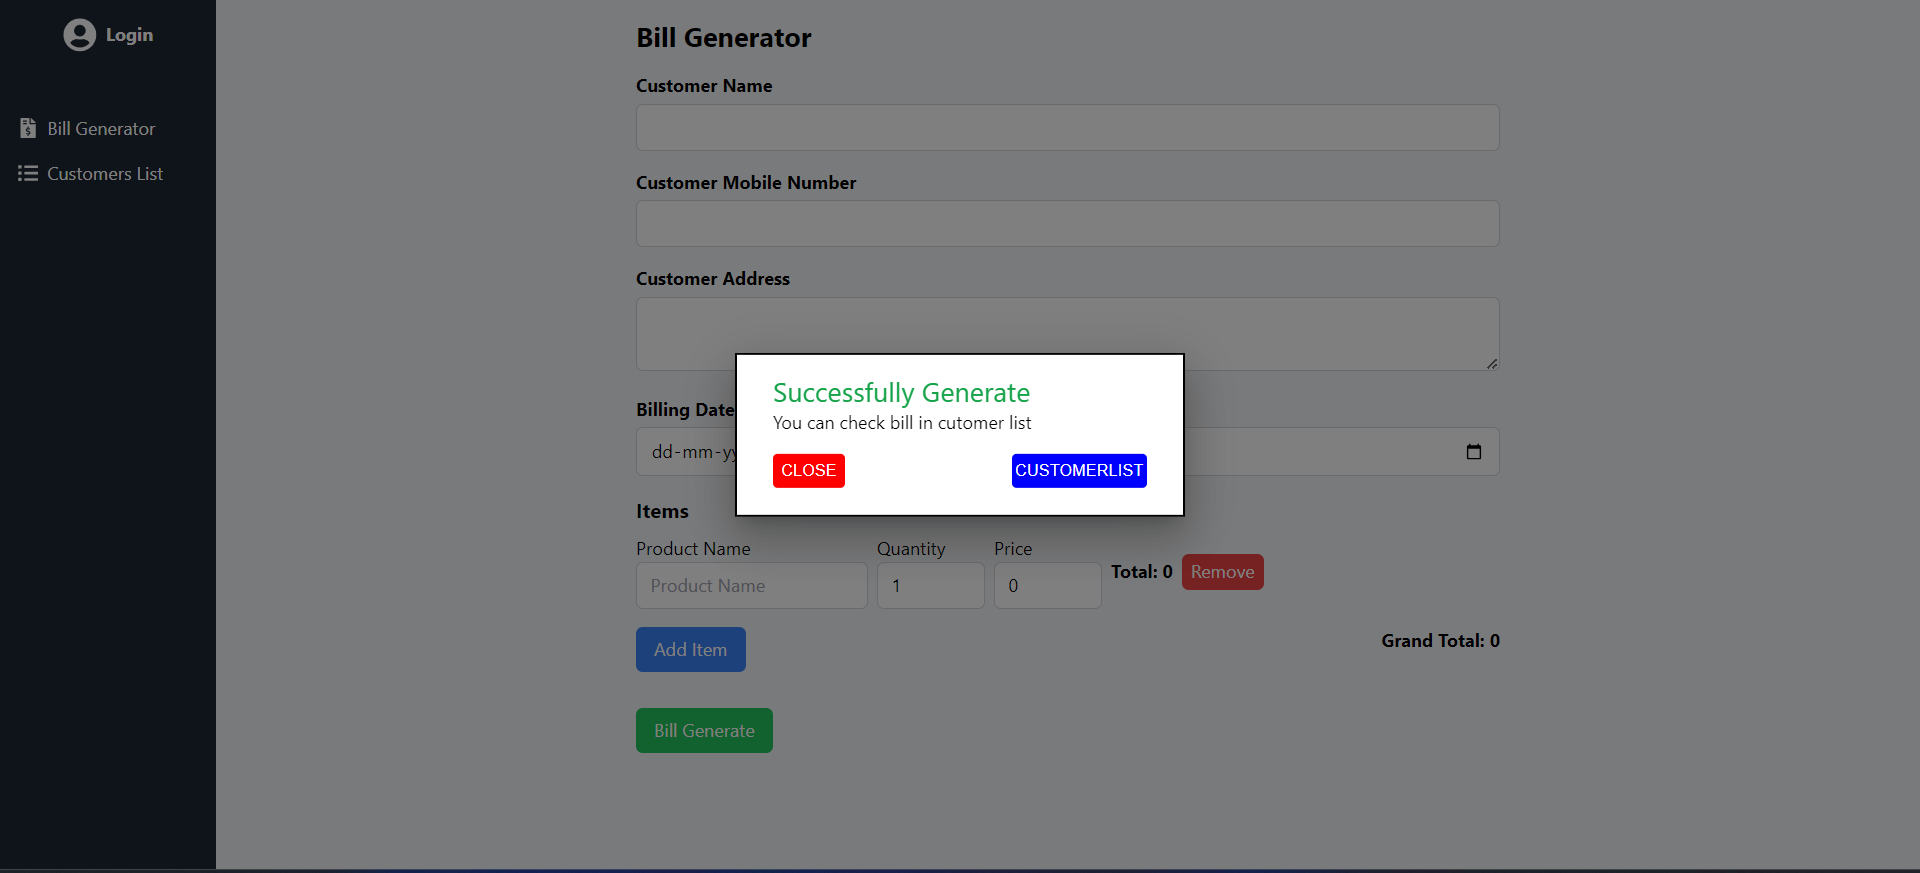 Login
Bill Generator
Customers List
Bill Generator
Customer Name
Customer Mobile Number
Customer Address
Successfully Generate
You can check bill in cutomer list
CLOSE
CUSTOMERLIST
Billing Date
dd-mm-yy
Items
Product Name Quantity Price
Product Name 1 0 Total: 0 Remove
Add Item
Grand Total: 0
Bill Generate